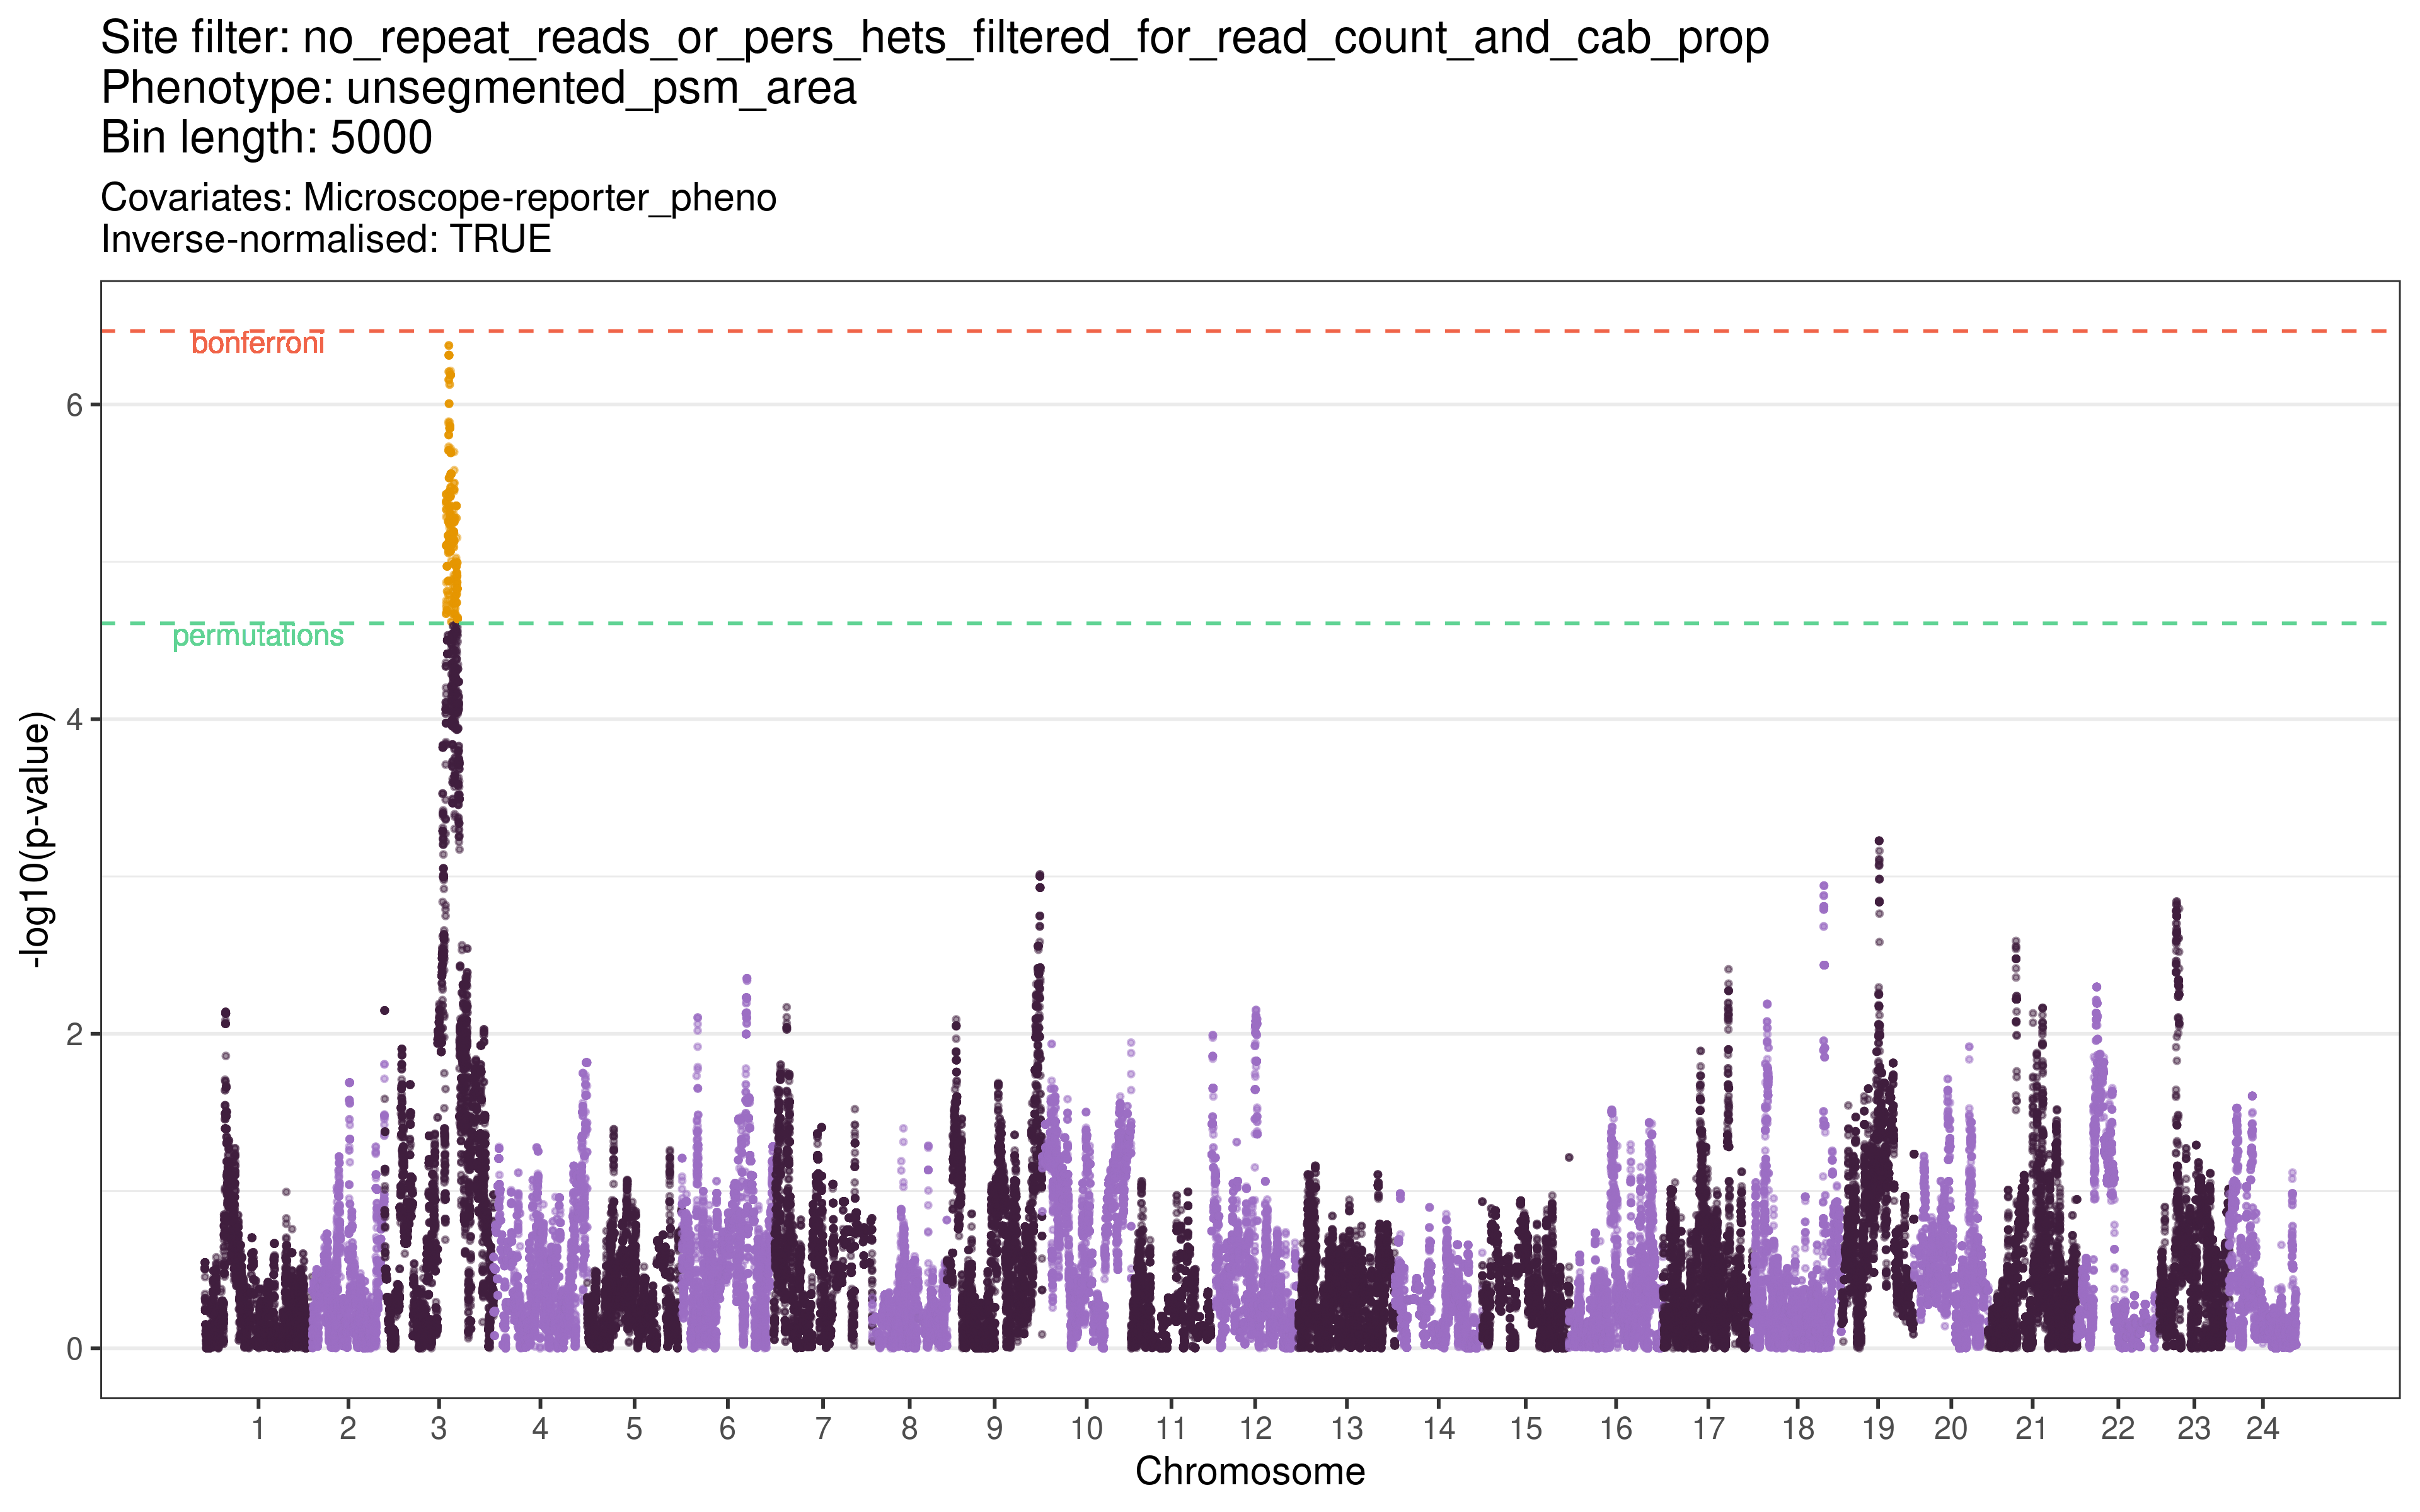 Site filter: no_repeat_reads_or_pers_hets_filtered_for_read_count_and_cab_prop
Phenotype: unsegmented_psm_area
Bin length: 5000
Covariates: Microscope-reporter_pheno
Inverse-normalised: TRUE
bonferroni
6
permutations
4
2
0
-log10(p-value)
1 2 3 4 5 6 7 8 9 10 11 12 13 14 15 16 17 18 19 20 21 22 23 24
Chromosome